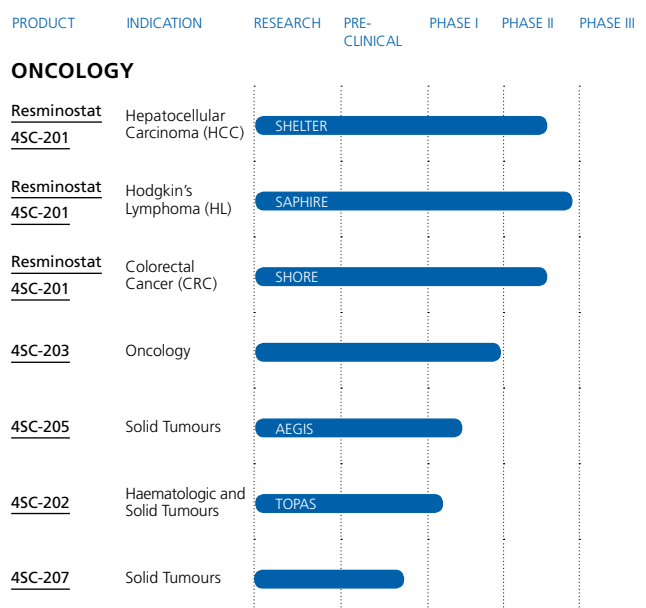 PRODUCT INDICATION RESEARCH PRE-CLINICAL PHASE I PHASE II PHASE III
ONCOLOGY
Resminostat
4SC-201
Hepatocellular
Carcinoma (HCC)
SHELTER
Resminostat
4SC-201
Hodgkin's
Lymphoma (HL)
SAPHIRE
Resminostat
4SC-201
Colorectal
Cancer (CRC)
SHORE
4SC-203 Oncology
4SC-205 Solid Tumours AEGIS
4SC-202
Haematologic and
Solid Tumours
TOPAS
4SC-207 Solid Tumours